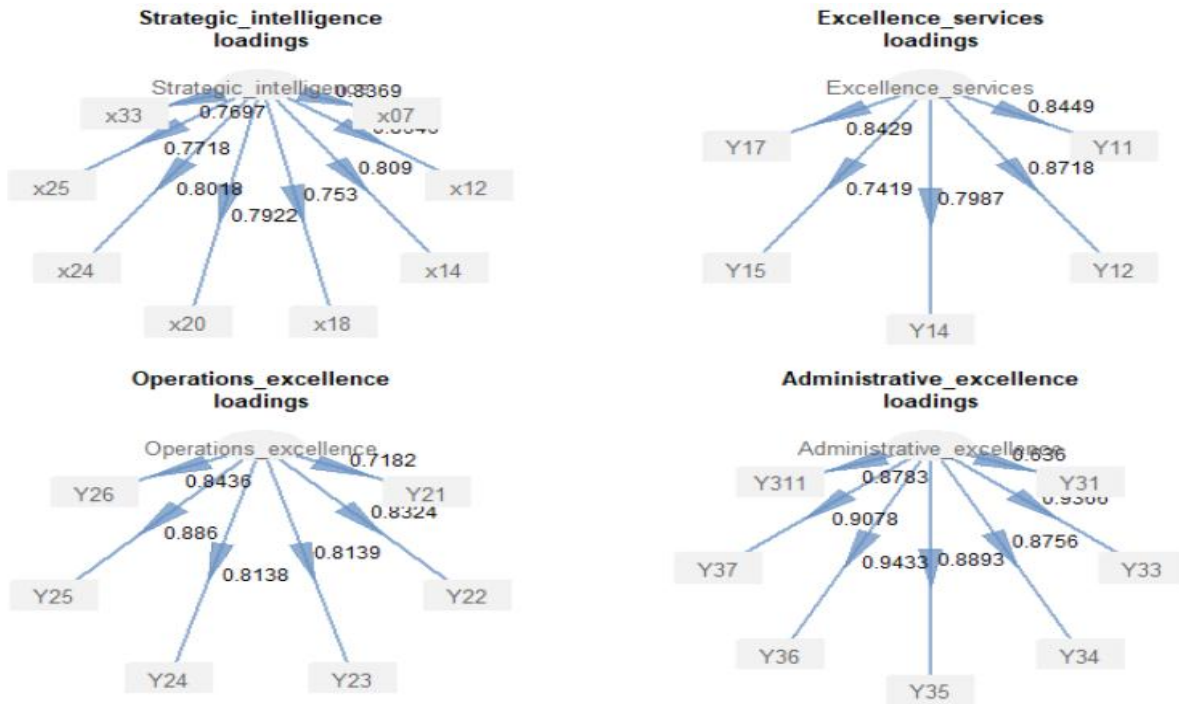 Strategic_intelligence
loadings
Strategic_intelligence
0.8369
x33
0.7697
x07
0.7718
0.809
x25
0.8018
0.753
x12
0.7922
x24
x14
x20
x18
Excellence_services
loadings
Excellence_services
0.8449
Y17
0.8429
Y11
0.7419
0.7987
0.8718
Y15
Y12
Y14
Operations_excellence
loadings
Operations_excellence
0.7182
Y26
0.8436
Y21
0.8324
0.886
0.8139
0.8138
Y25
Y22
Y24
Y23
Administrative_excellence
loadings
Administrative_excellence
0.636
Y311
0.8783
Y31
0.9366
0.9078
0.8756
0.9433
0.8893
Y37
Y33
Y36
Y34
Y35